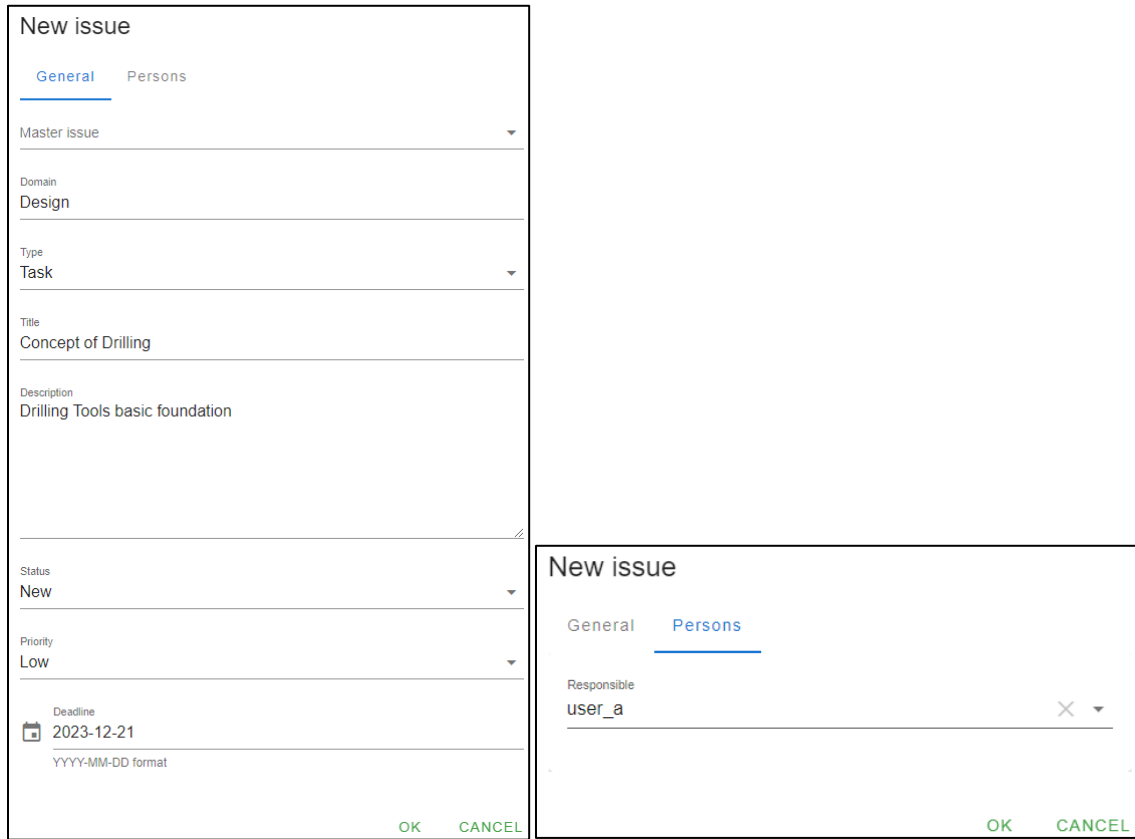 New issue
General Persons
Master issue
Domain
Design
Type
Task
Title
Concept of Drilling
Description
Drilling Tools basic foundation
Status
New
Priority
Low
Deadline
2023-12-21
YYYY-MM-DD format
OK CANCEL
New issue
General Persons
Responsible
user_a
OK CANCEL